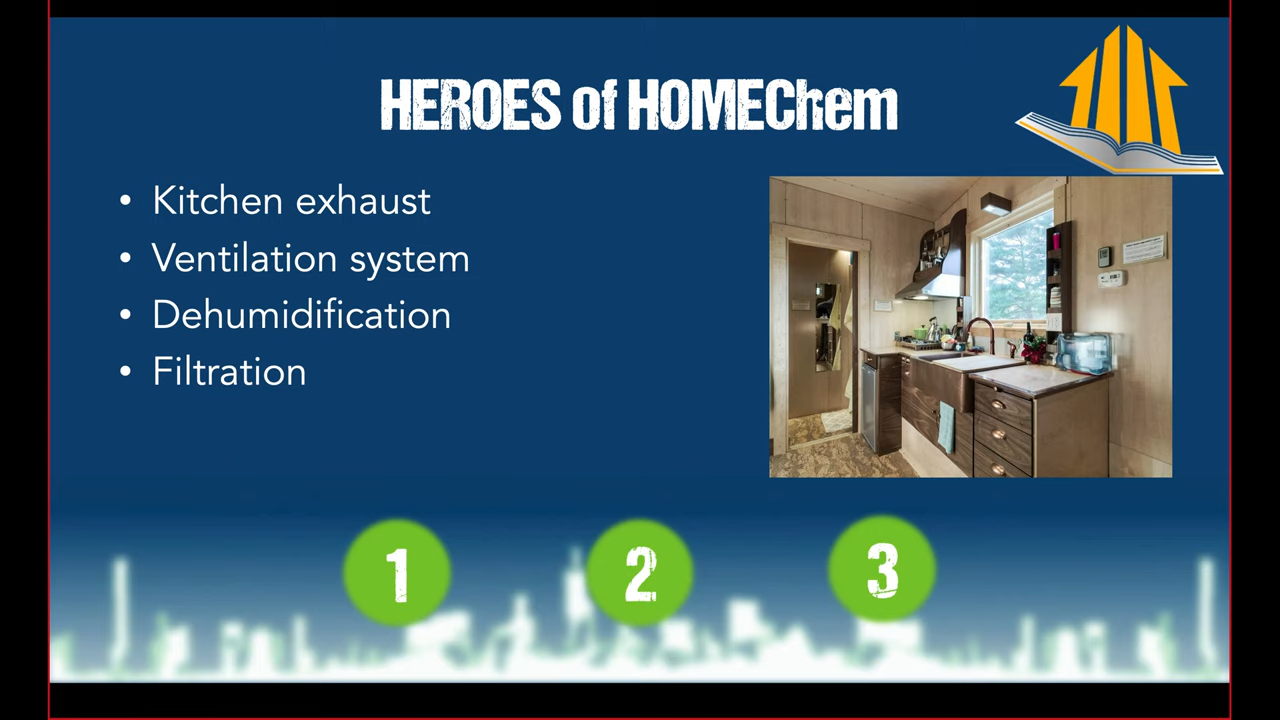 HEROES of HOMEChem
• Kitchen exhaust
• Ventilation system
• Dehumidification
• Filtration
1
2
3